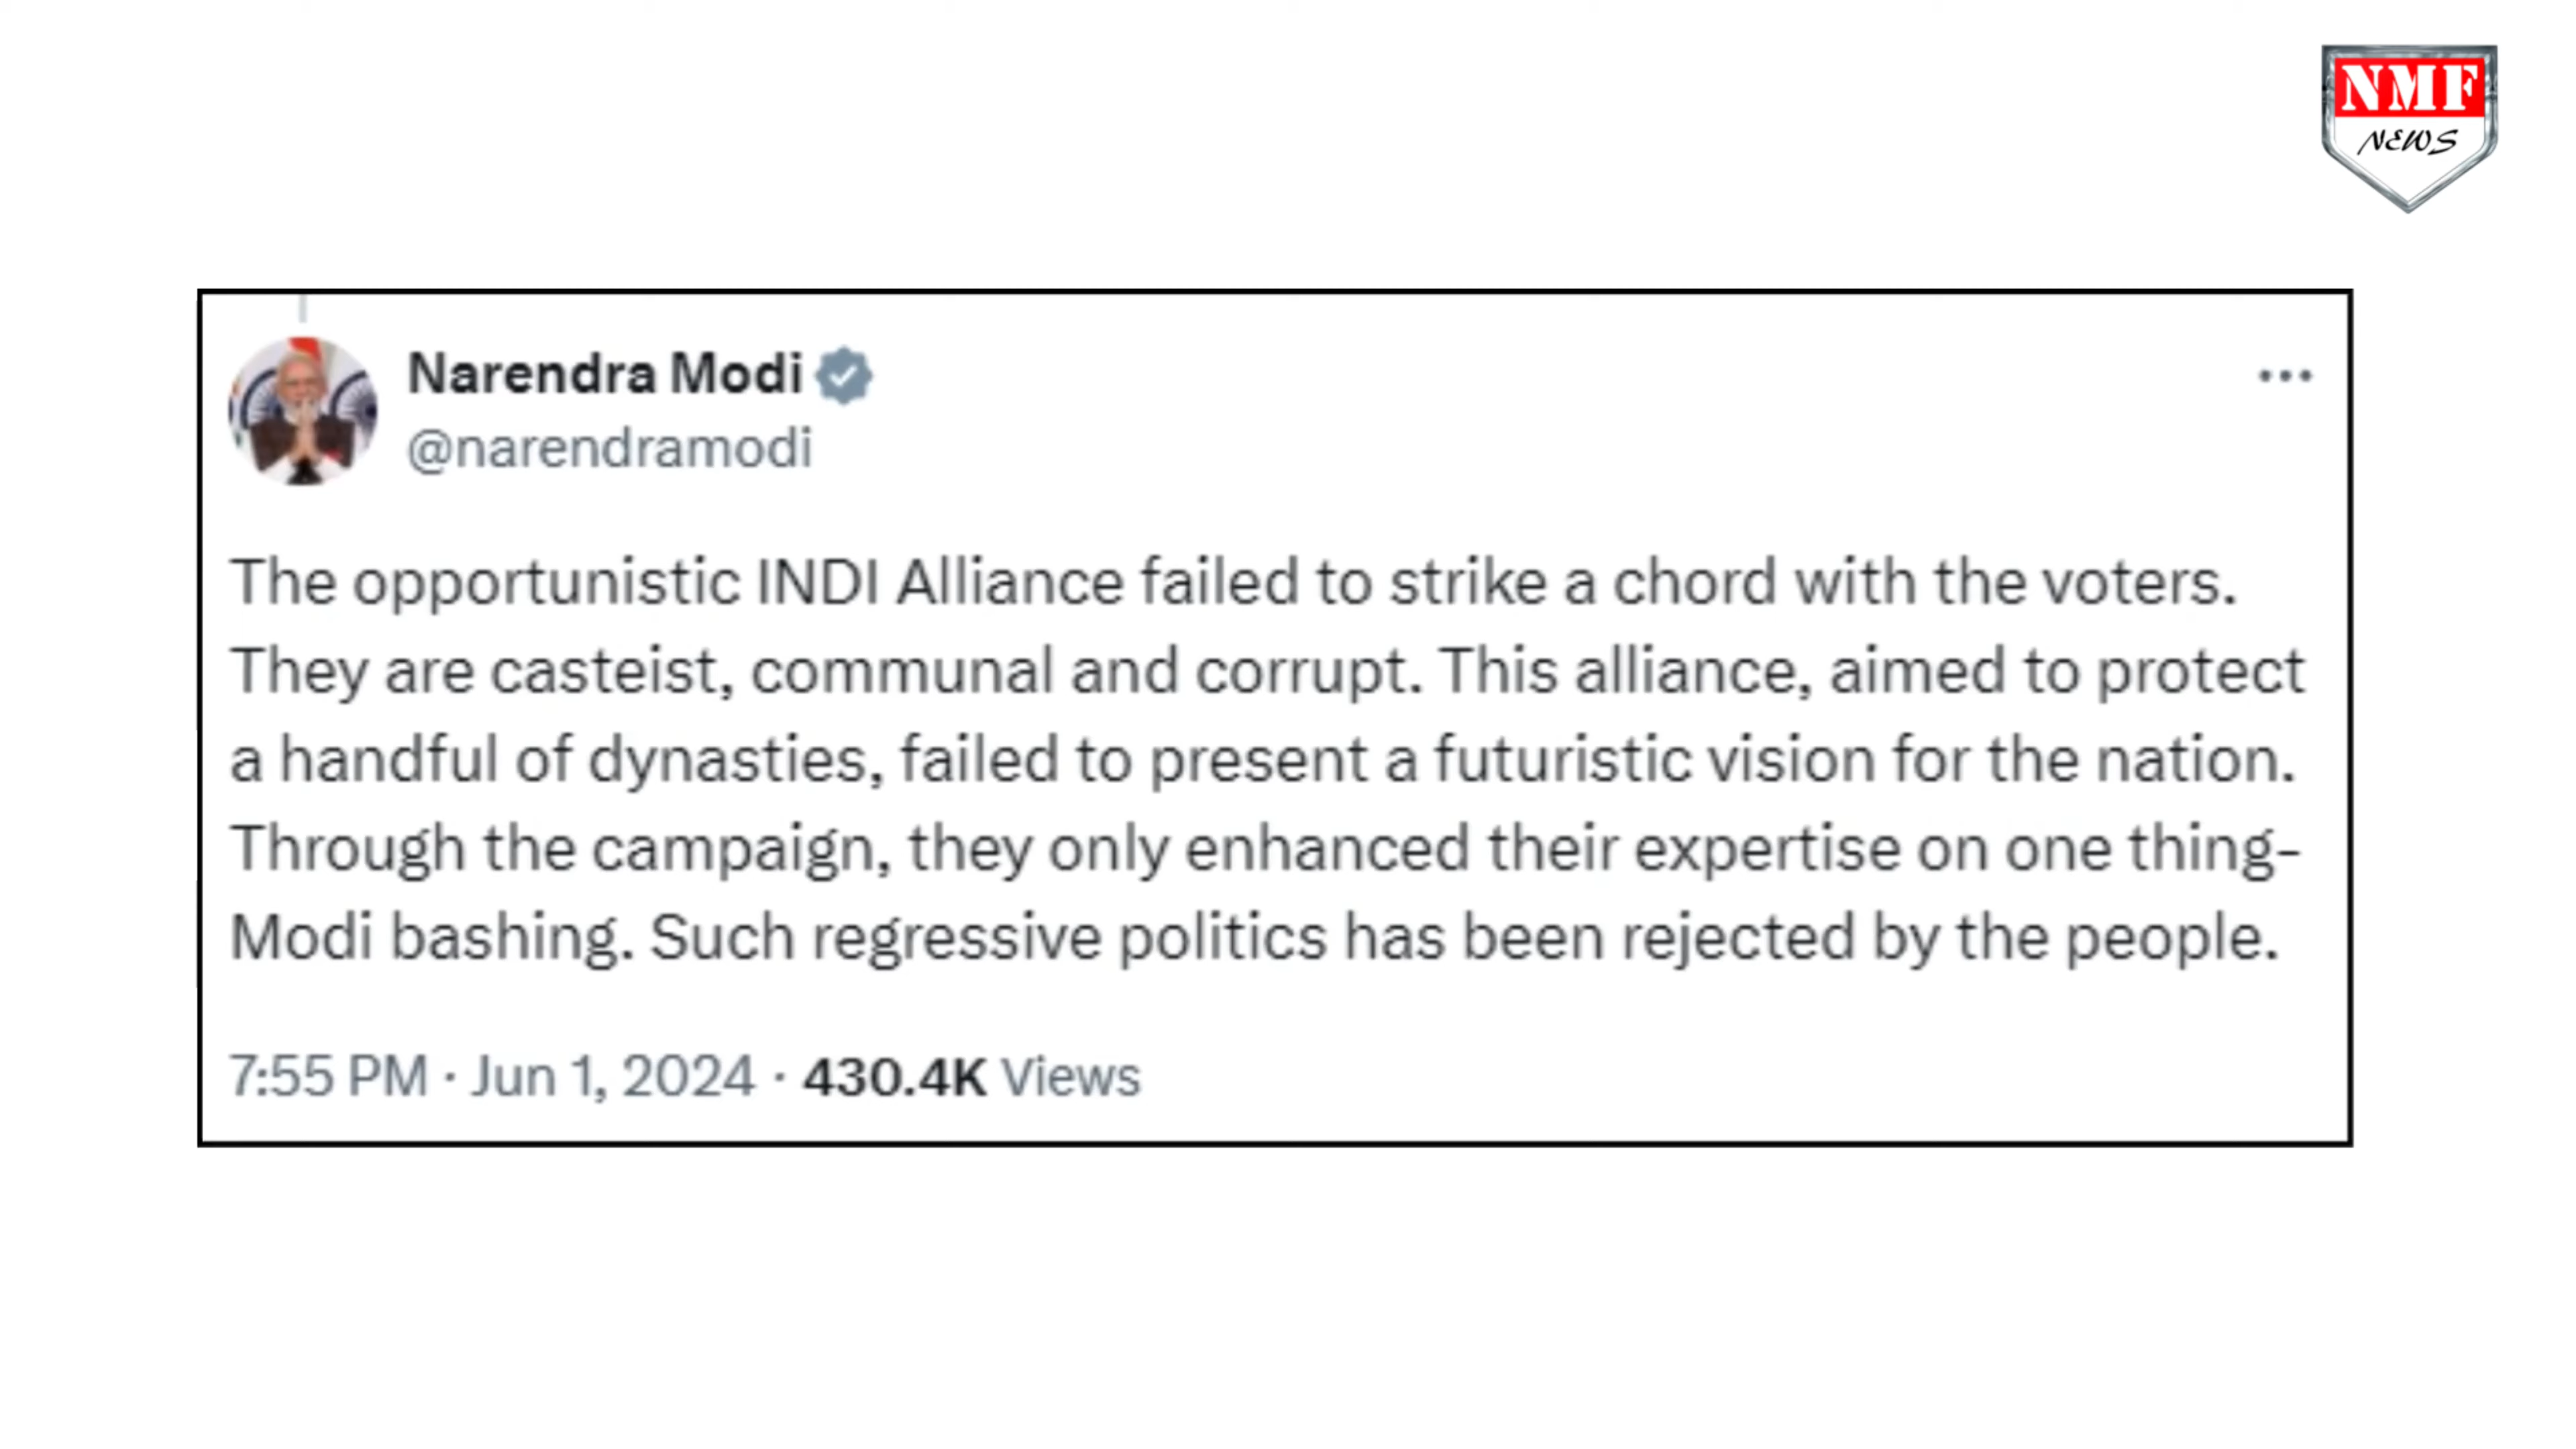 NMF
NEWS
Narendra Modi
@narendramodi
The opportunistic INDI Alliance failed to strike a chord with the voters.
They are casteist, communal and corrupt. This alliance, aimed to protect
a handful of dynasties, failed to present a futuristic vision for the nation.
Through the campaign, they only enhanced their expertise on one thing-
Modi bashing. Such regressive politics has been rejected by the people.
7:55 PM · Jun 1, 2024 · 430.4K Views